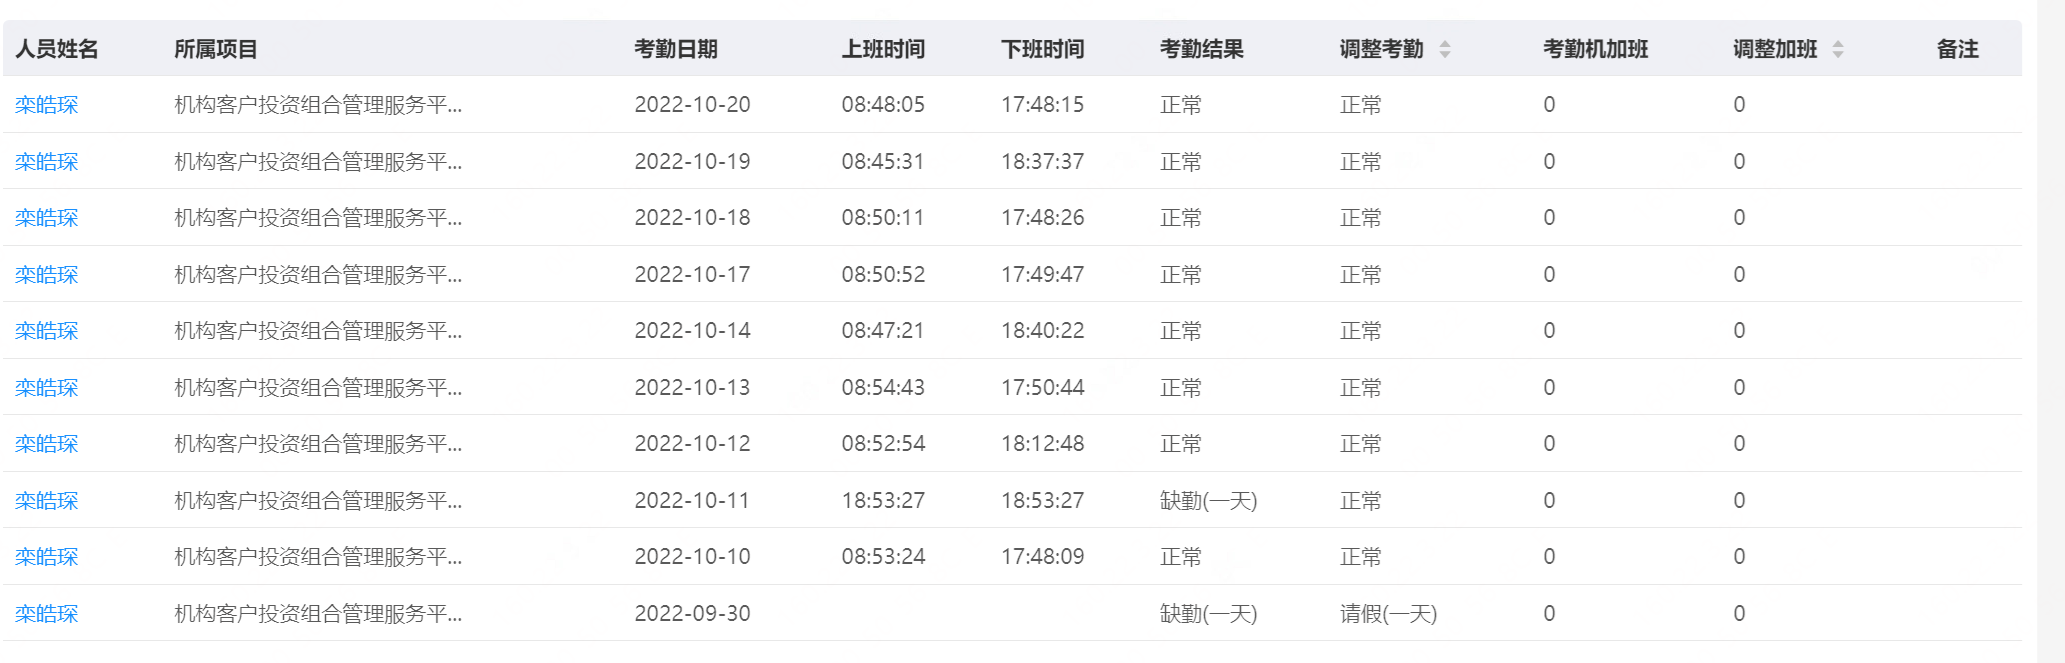 人员姓名 所属项目 考勤日期 上班时间 下班时间 考勤结果 调整考勤 考勤机加班 调整加班 备注
栾皓琛 机构客户投资组合管理服务平... 2022-10-20 08:48:05 17:48:15 正常 正常 0 0
栾皓琛 机构客户投资组合管理服务平... 2022-10-19 08:45:31 18:37:37 正常 正常 0 0
栾皓琛 机构客户投资组合管理服务平... 2022-10-18 08:50:11 17:48:26 正常 正常 0 0
栾皓琛 机构客户投资组合管理服务平... 2022-10-17 08:50:52 17:49:47 正常 正常 0 0
栾皓琛 机构客户投资组合管理服务平... 2022-10-14 08:47:21 18:40:22 正常 正常 0 0
栾皓琛 机构客户投资组合管理服务平... 2022-10-13 08:54:43 17:50:44 正常 正常 0 0
栾皓琛 机构客户投资组合管理服务平... 2022-10-12 08:52:54 18:12:48 正常 正常 0 0
栾皓琛 机构客户投资组合管理服务平... 2022-10-11 18:53:27 18:53:27 缺勤(一天) 正常 0 0
栾皓琛 机构客户投资组合管理服务平... 2022-10-10 08:53:24 17:48:09 正常 正常 0 0
栾皓琛 机构客户投资组合管理服务平... 2022-09-30 缺勤(一天) 请假(一天) 0 0